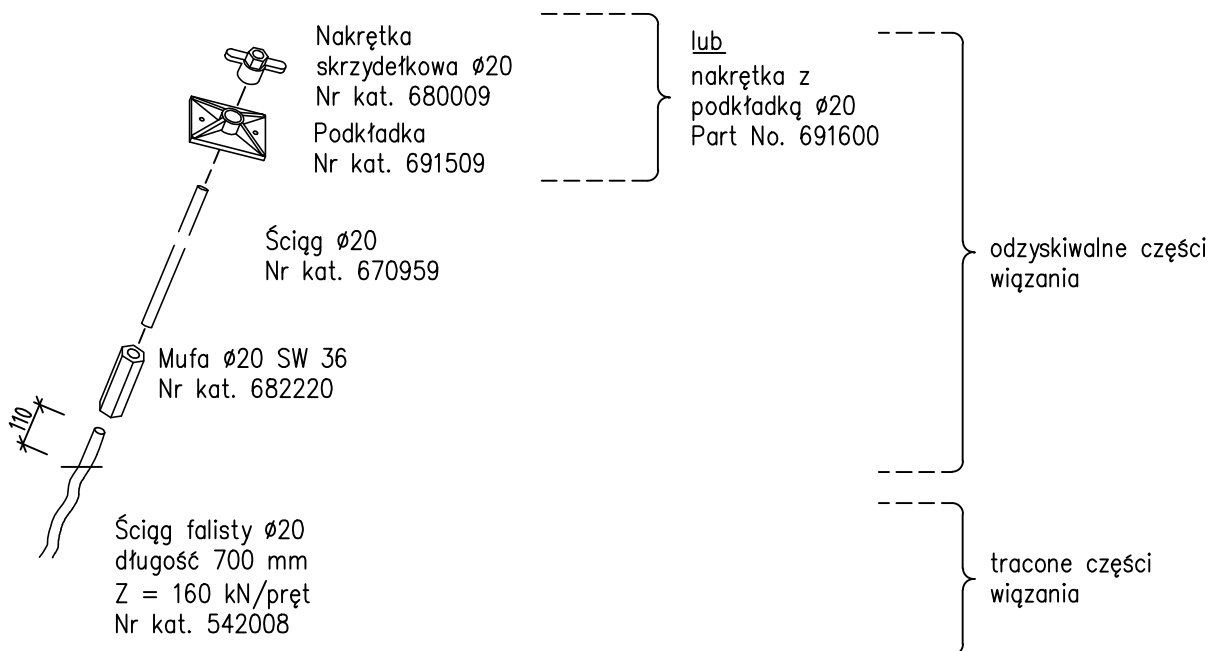 Nakrętka
skrzydełkowa ø20
Nr kat. 680009
Podkładka
Nr kat. 691509
lub
nakrętka z
podkładką ø20
Part No. 691600
Ściąg ø20
Nr kat. 670959
odzyskiwalne części
wiązania
Mufa ø20 SW 36
Nr kat. 682220
110
Ściąg falisty ø20
długość 700 mm
Z = 160 kN/pręt
Nr kat. 542008
tracone części
wiązania